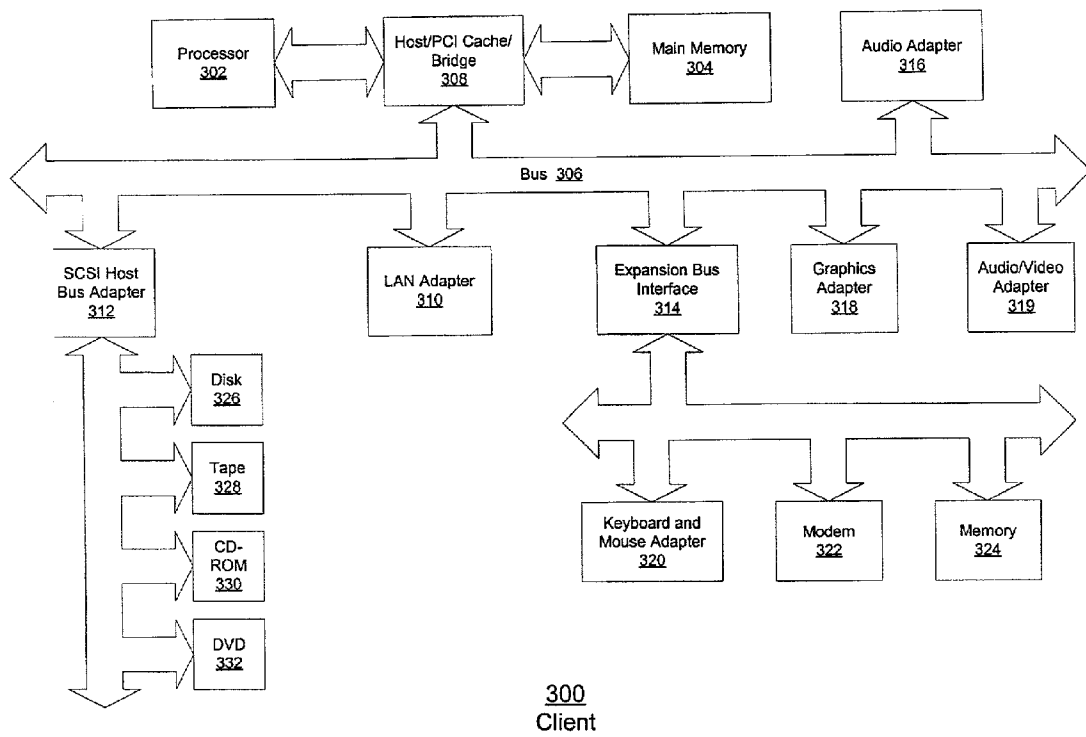 Processor
302
Host/PCI Cache/
Bridge
308
Main Memory
304
Audio Adapter
316
Bus 306
SCSI Host
Bus Adapter
312
LAN Adapter
310
Expansion Bus
Interface
314
Graphics
Adapter
318
Audio/Video
Adapter
319
Disk
326
Tape
328
CD-
ROM
330
DVD
332
Keyboard and
Mouse Adapter
320
Modem
322
Memory
324
300
Client